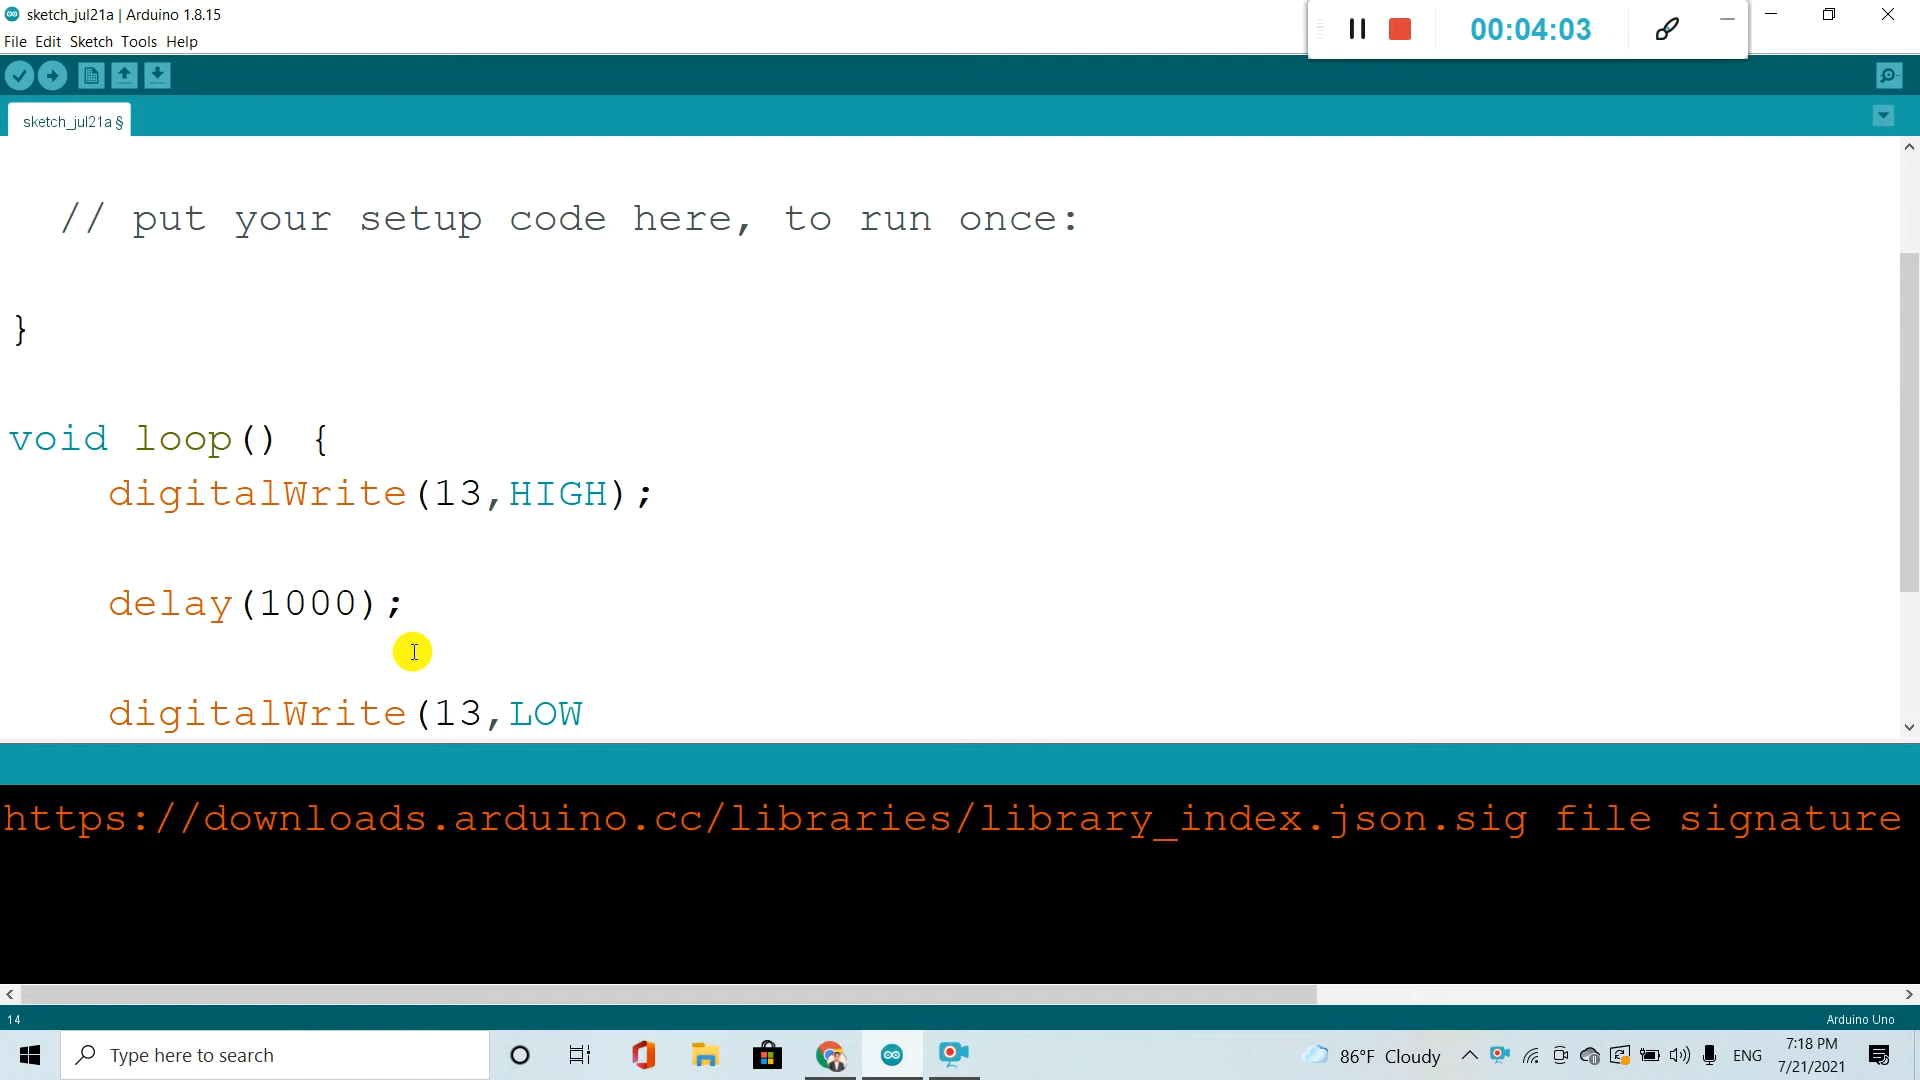 sketch_jul21a | Arduino 1.8.15
00:04:03
File Edit Sketch Tools Help
sketch_jul21a §
// put your setup code here, to run once:
}
void loop() {
digitalWrite(13,HIGH);
delay(1000);
digitalWrite(13,LOW
https://downloads.arduino.cc/libraries/library_index.json.sig file signature
14
Arduino Uno
Type here to search
86°F Cloudy
ENG
7:18 PM
7/21/2021